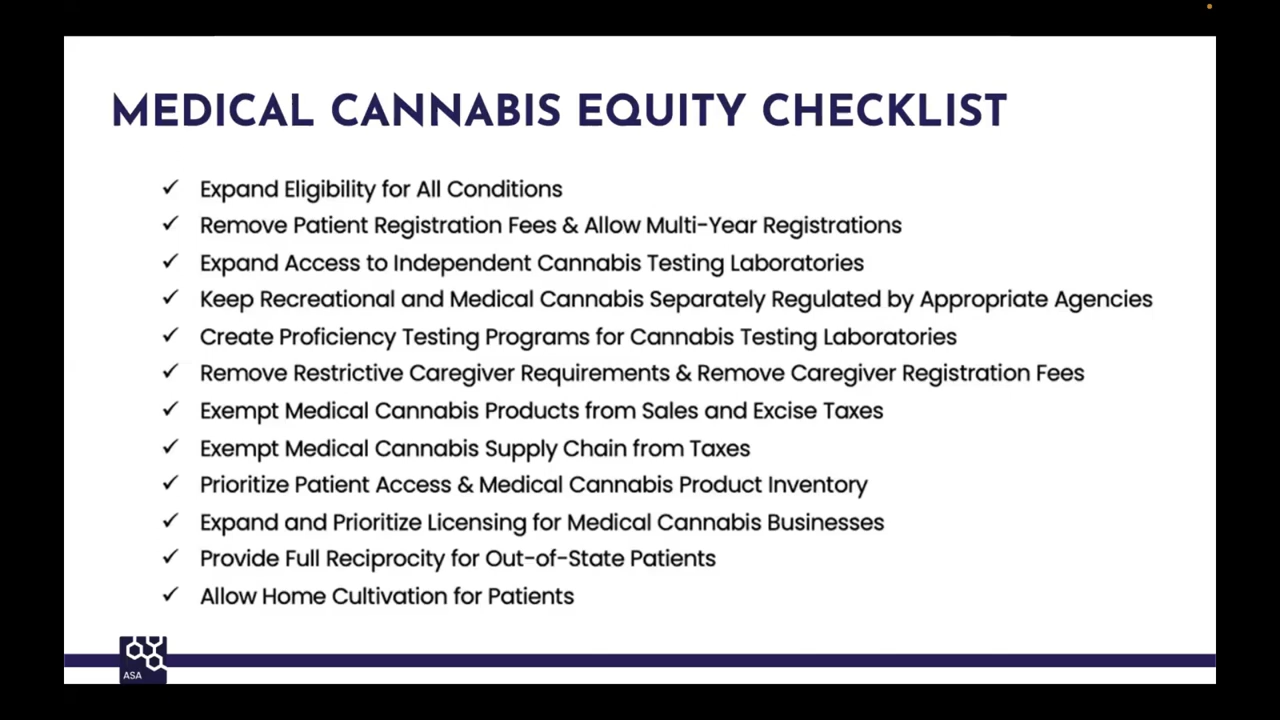 MEDICAL CANNABIS EQUITY CHECKLIST
✓ Expand Eligibility for All Conditions
✓ Remove Patient Registration Fees & Allow Multi-Year Registrations
✓ Expand Access to Independent Cannabis Testing Laboratories
✓ Keep Recreational and Medical Cannabis Separately Regulated by Appropriate Agencies
✓ Create Proficiency Testing Programs for Cannabis Testing Laboratories
✓ Remove Restrictive Caregiver Requirements & Remove Caregiver Registration Fees
✓ Exempt Medical Cannabis Products from Sales and Excise Taxes
✓ Exempt Medical Cannabis Supply Chain from Taxes
✓ Prioritize Patient Access & Medical Cannabis Product Inventory
✓ Expand and Prioritize Licensing for Medical Cannabis Businesses
✓ Provide Full Reciprocity for Out-of-State Patients
✓ Allow Home Cultivation for Patients
ASA